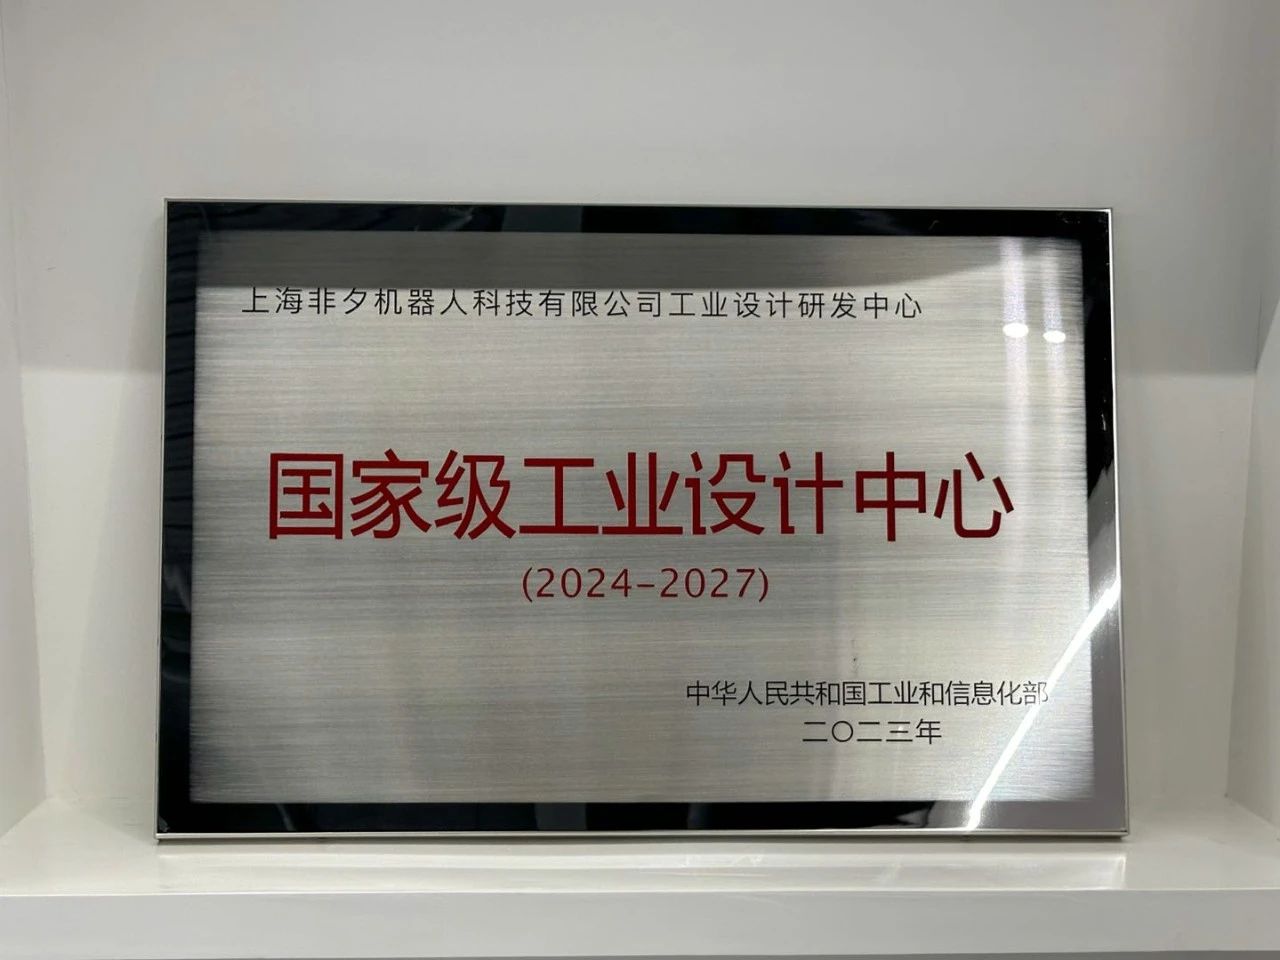 上海非夕机器人科技有限公司工业设计研发中心
国家级工业设计中心
(2024-2027)
中华人民共和国工业和信息化部
二〇二三年